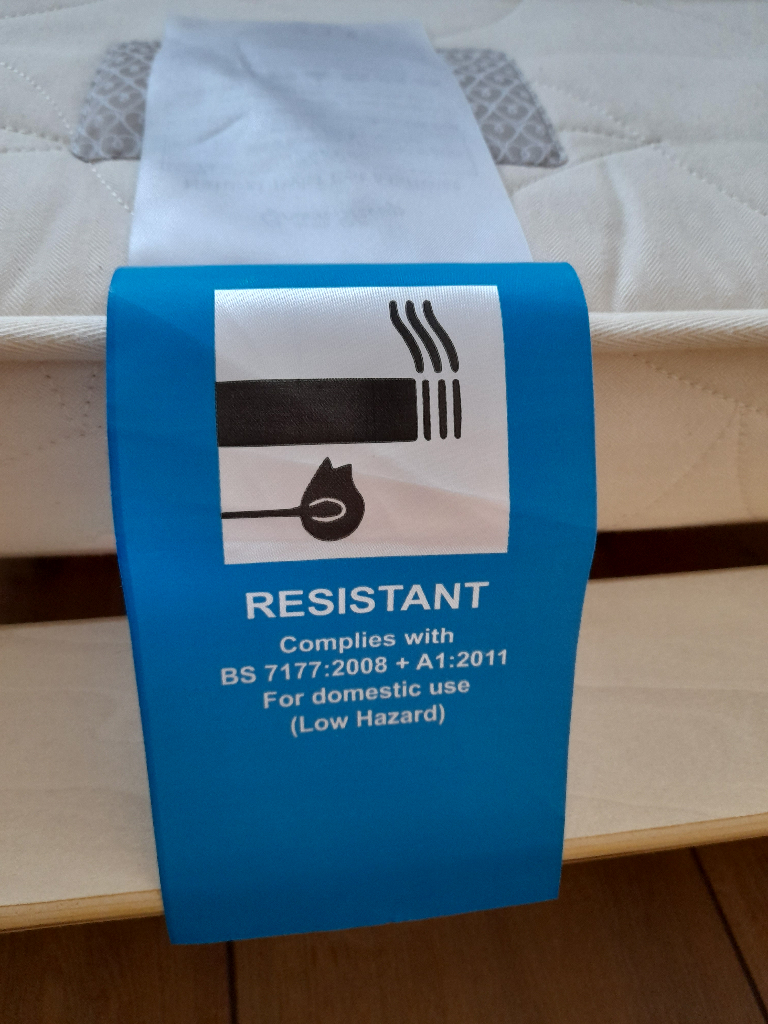 RESISTANT
Complies with
BS 7177:2008 + A1:2011
For domestic use
(Low Hazard)